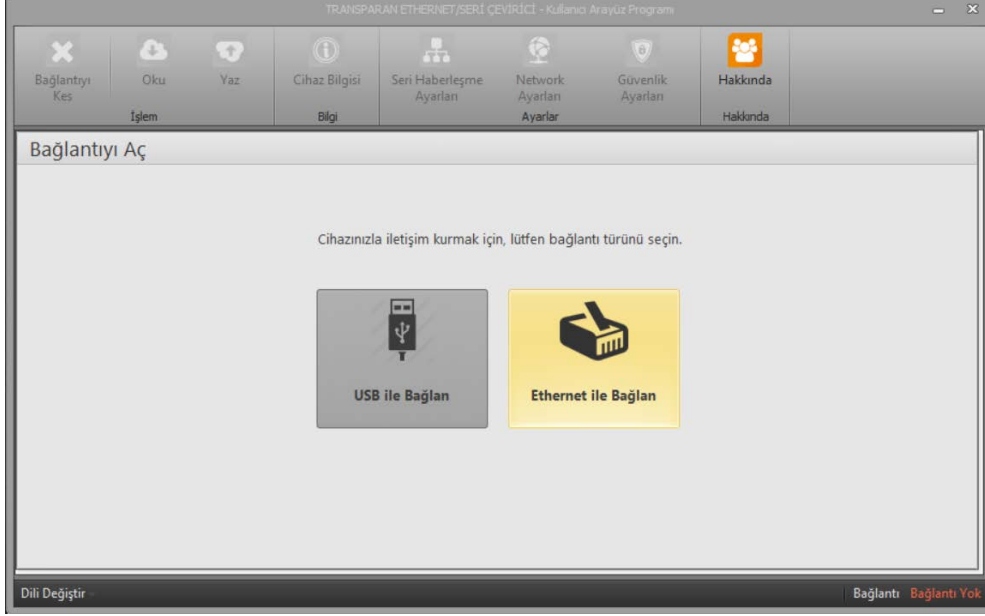 TRANSPARAN ETHERNET/SERİ ÇEVİRİCİ - Kullanıcı Arayüz Programı
Bağlantıyı Kes
Oku
Yaz
İşlem
Cihaz Bilgisi
Bilgi
Seri Haberleşme Ayarları
Network Ayarları
Güvenlik Ayarları
Ayarlar
Hakkında
Hakkında
Bağlantıyı Aç
Cihazınızla iletişim kurmak için, lütfen bağlantı türünü seçin.
USB ile Bağlan
Ethernet ile Bağlan
Dili Değiştir
Bağlantı Bağlantı Yok